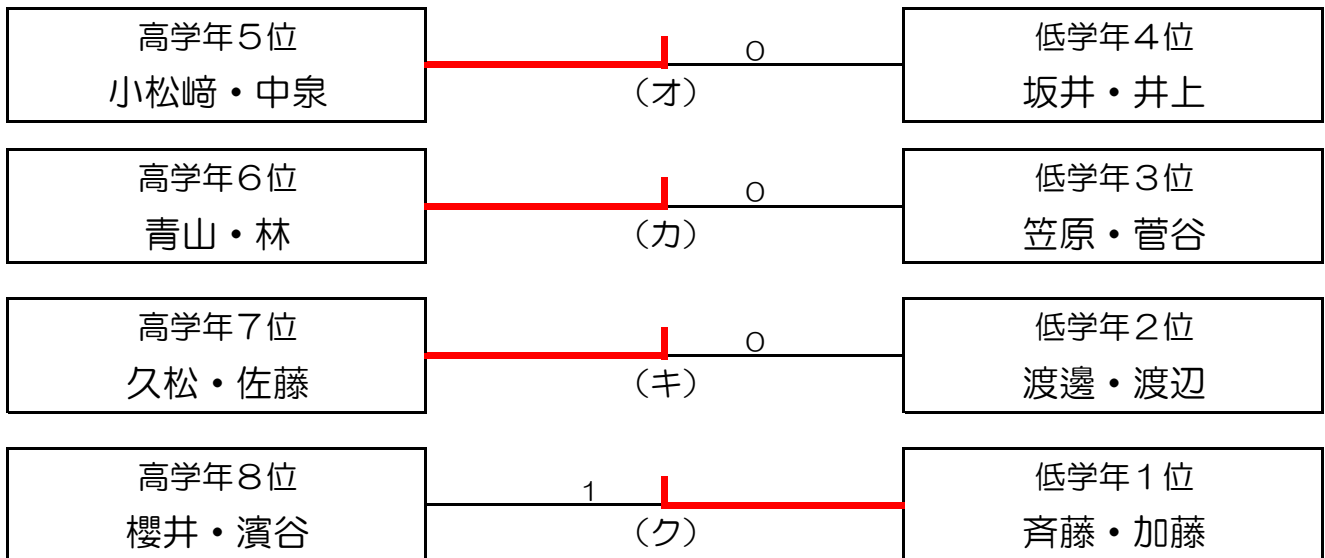 高学年５位
小松﨑・中泉
０
（オ）
低学年４位
坂井・井上
高学年６位
青山・林
０
（カ）
低学年３位
笠原・菅谷
高学年７位
久松・佐藤
０
（キ）
低学年２位
渡邊・渡辺
高学年８位
櫻井・濱谷
１
（ク）
低学年１位
斉藤・加藤